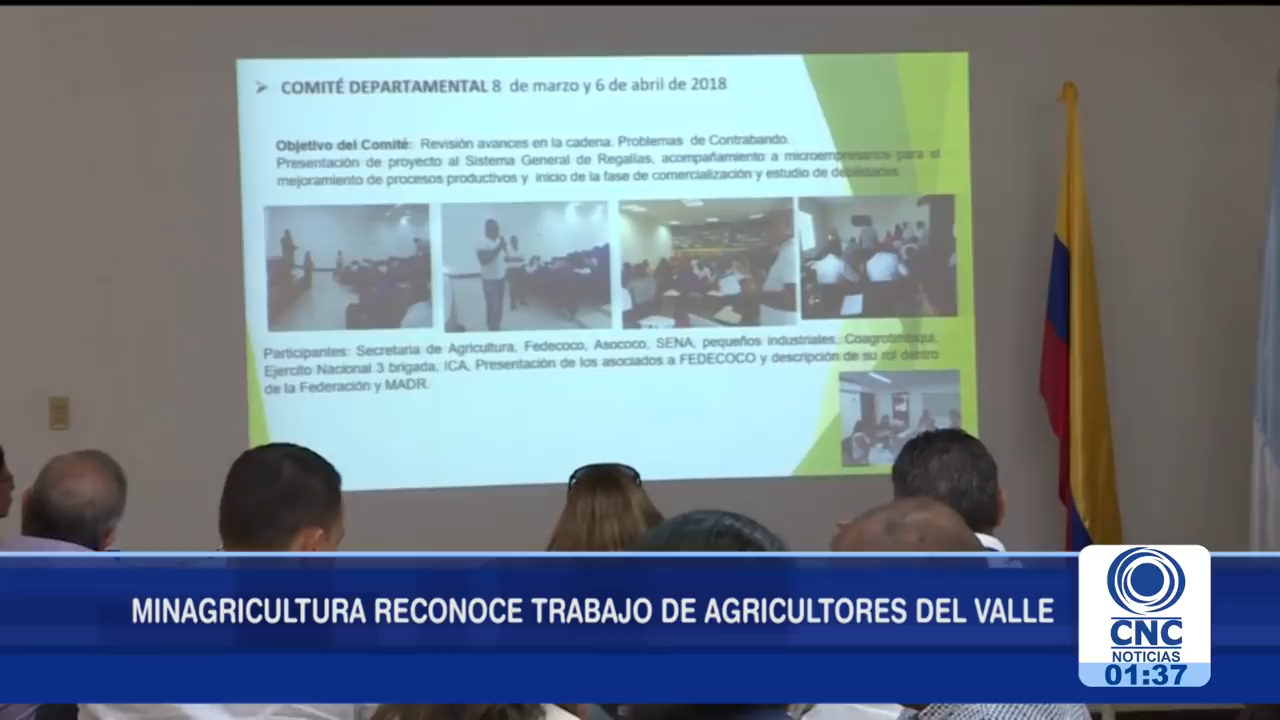 COMITÉ DEPARTAMENTAL 8 de marzo y 6 de abril de 2018
Objetivo del Comité: Revisión avances en la cadena. Problemas de Contrabando.
Presentación de proyecto al Sistema General de Regalías, acompañamiento a microempresarios para el
mejoramiento de procesos productivos y inicio de la fase de comercialización y estudio de debilidades
Participantes: Secretaria de Agricultura, Fedecoco, Asococo, SENA, pequeños industriales, Coagrotimbiqui,
Ejercito Nacional 3 brigada, ICA, Presentación de los asociados a FEDECOCO y descripción de su rol dentro
de la Federación y MADR.
MINAGRICULTURA RECONOCE TRABAJO DE AGRICULTORES DEL VALLE
CNC
NOTICIAS
01:37